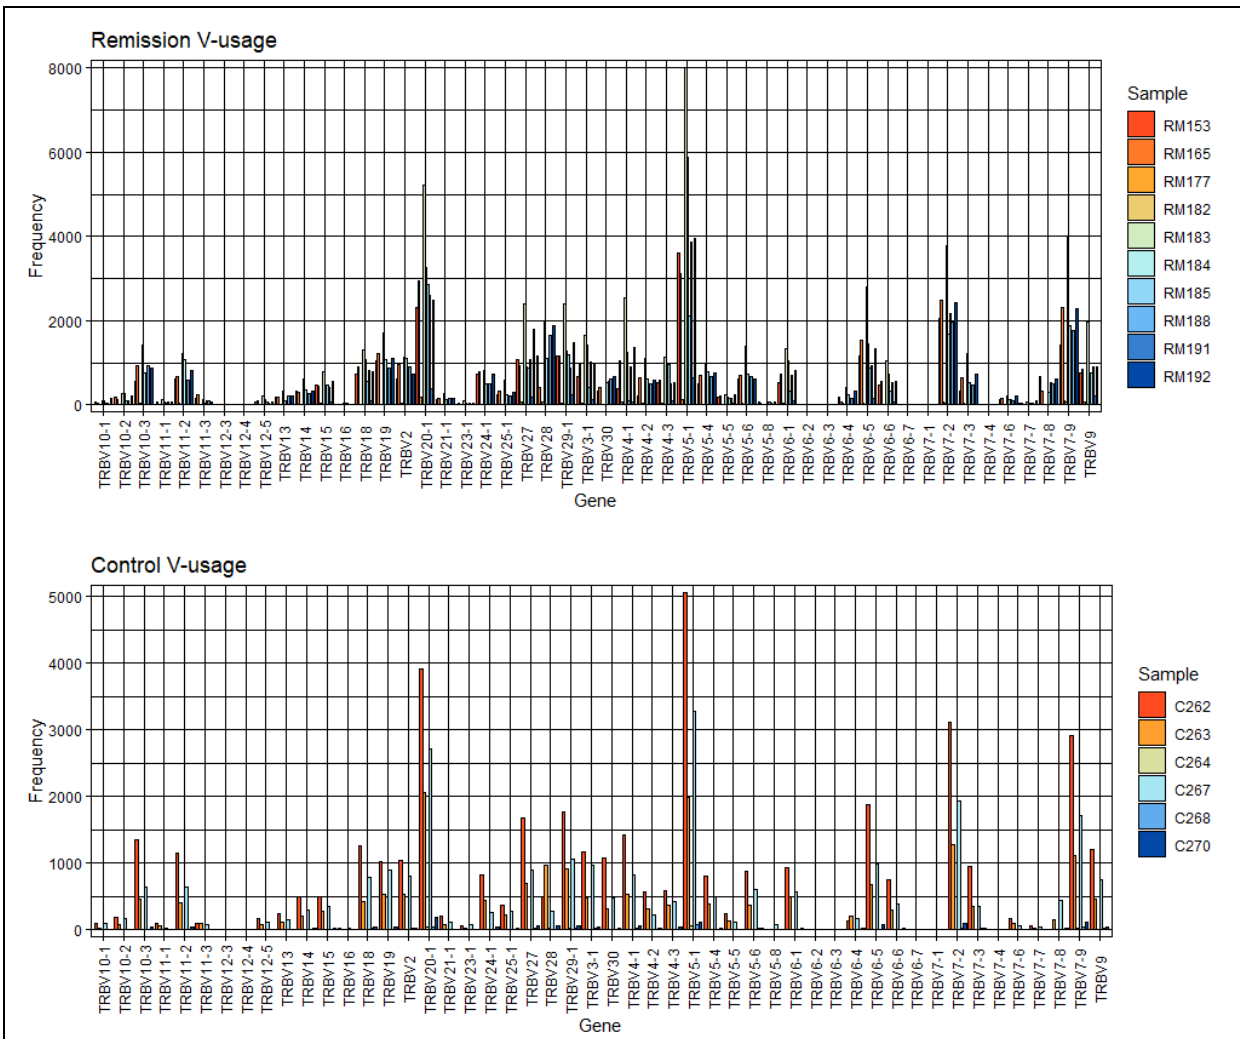 Remission V-usage
8000
6000
4000
2000
0
Frequency
TRBV10-1
TRBV10-2
TRBV10-3
TRBV11-1
TRBV11-2
TRBV11-3
TRBV12-3
TRBV12-4
TRBV12-5
TRBV13
TRBV14
TRBV15
TRBV16
TRBV18
TRBV19
TRBV2
TRBV20-1
TRBV21-1
TRBV23-1
TRBV24-1
TRBV25-1
TRBV27
TRBV28
TRBV29-1
TRBV3-1
TRBV30
TRBV4-1
TRBV4-2
TRBV4-3
TRBV5-1
TRBV5-4
TRBV5-5
TRBV5-6
TRBV5-8
TRBV6-1
TRBV6-2
TRBV6-3
TRBV6-4
TRBV6-5
TRBV6-6
TRBV6-7
TRBV7-1
TRBV7-2
TRBV7-3
TRBV7-4
TRBV7-6
TRBV7-7
TRBV7-8
TRBV7-9
TRBV9
Gene
Sample
RM153
RM165
RM177
RM182
RM183
RM184
RM185
RM188
RM191
RM192
Control V-usage
5000
4000
3000
2000
1000
0
Frequency
TRBV10-1
TRBV10-2
TRBV10-3
TRBV11-1
TRBV11-2
TRBV11-3
TRBV12-3
TRBV12-4
TRBV12-5
TRBV13
TRBV14
TRBV15
TRBV16
TRBV18
TRBV19
TRBV2
TRBV20-1
TRBV21-1
TRBV23-1
TRBV24-1
TRBV25-1
TRBV27
TRBV28
TRBV29-1
TRBV3-1
TRBV30
TRBV4-1
TRBV4-2
TRBV4-3
TRBV5-1
TRBV5-4
TRBV5-5
TRBV5-6
TRBV5-8
TRBV6-1
TRBV6-2
TRBV6-3
TRBV6-4
TRBV6-5
TRBV6-6
TRBV6-7
TRBV7-1
TRBV7-2
TRBV7-3
TRBV7-4
TRBV7-6
TRBV7-7
TRBV7-8
TRBV7-9
TRBV9
Gene
Sample
C262
C263
C264
C267
C268
C270